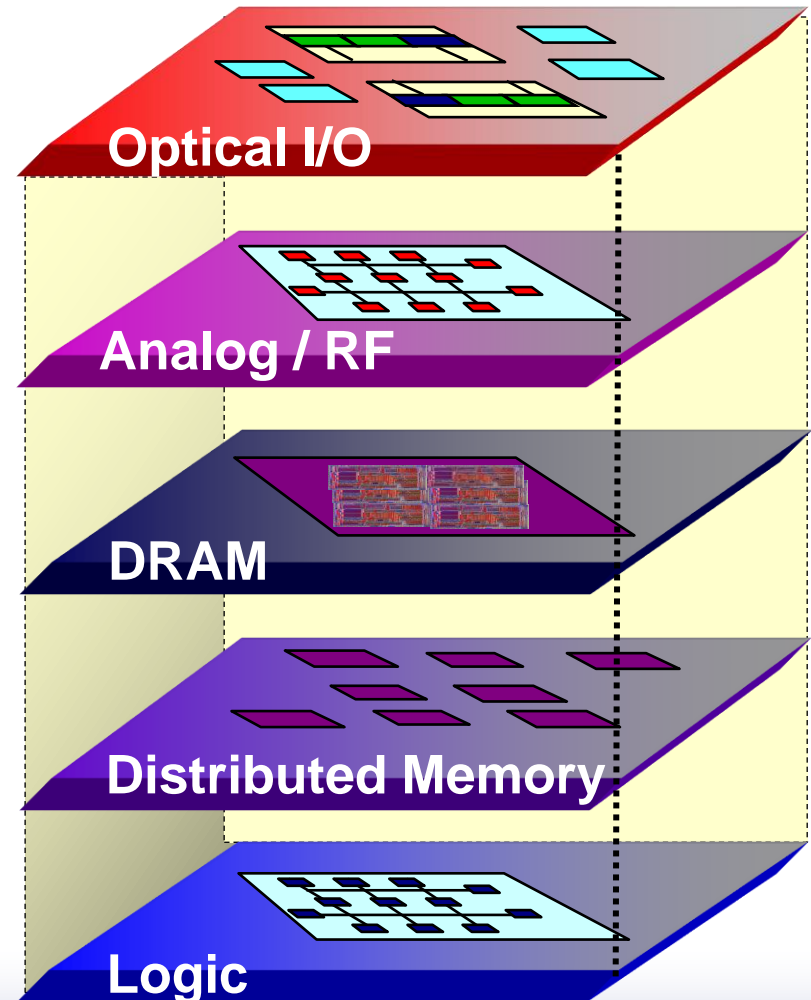 Optical I/O
Analog / RF
DRAM
Distributed Memory
Logic